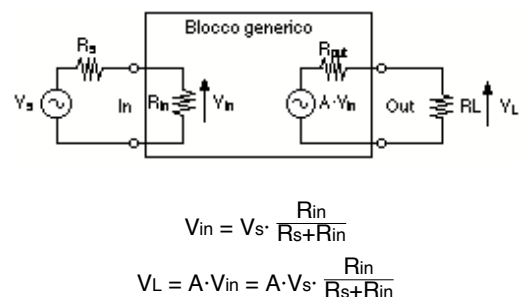 Blocco generico
Rs
Rout
Vs
In
Rin
Vin
A·Vin
Out
RL
VL
Vin = Vs· Rin
Rs+Rin
VL = A·Vin = A·Vs· Rin
Rs+Rin